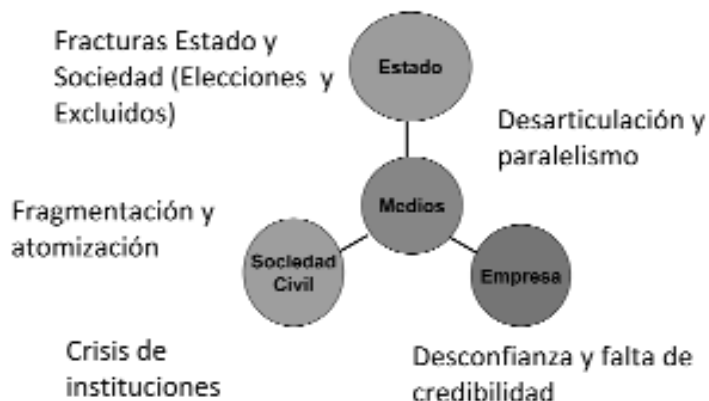 Fracturas Estado y
Sociedad (Elecciones y
Excluidos)
Estado
Desarticulación y
paralelismo
Medios
Fragmentación y
atomización
Sociedad
Civil
Empresa
Crisis de
instituciones
Desconfianza y falta de
credibilidad